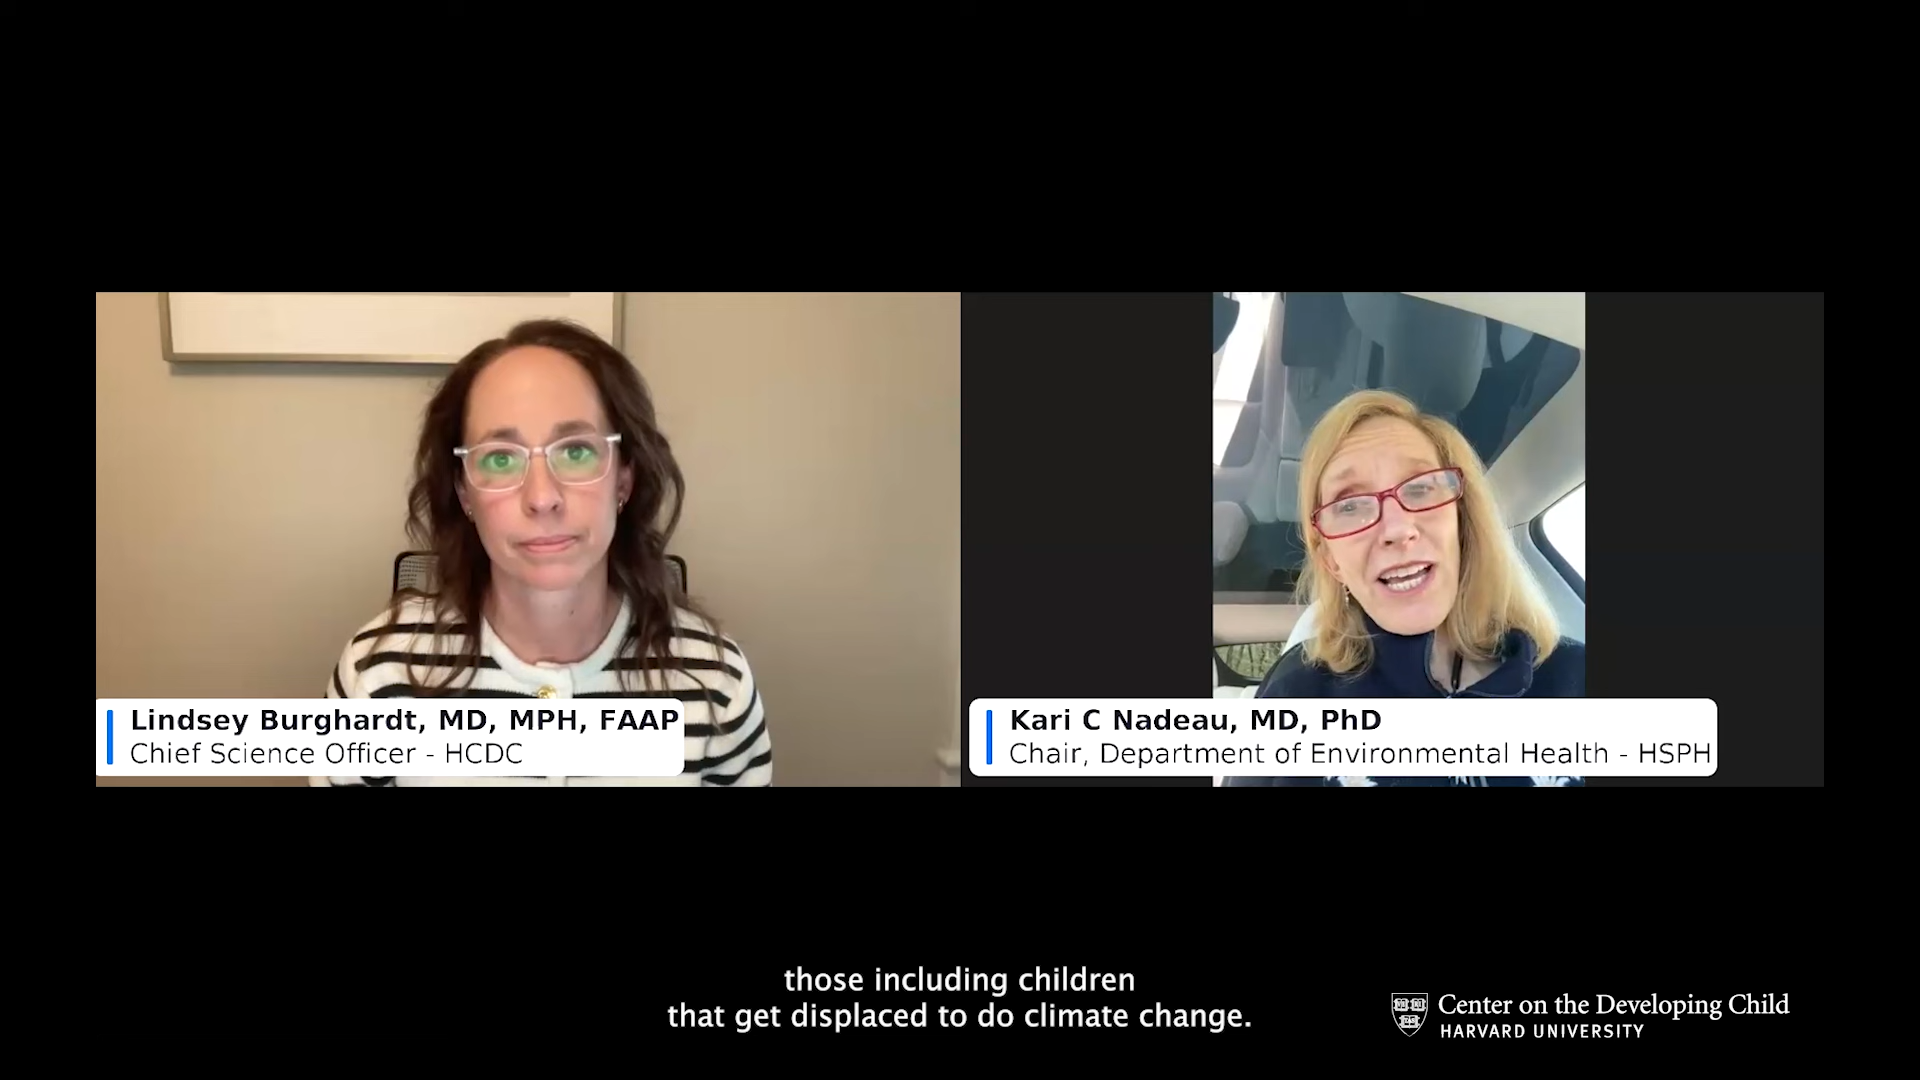 Lindsey Burghardt, MD, MPH, FAAP
Chief Science Officer - HCDC
Kari C Nadeau, MD, PhD
Chair, Department of Environmental Health - HSPH
those including children
that get displaced to do climate change.
Center on the Developing Child
HARVARD UNIVERSITY